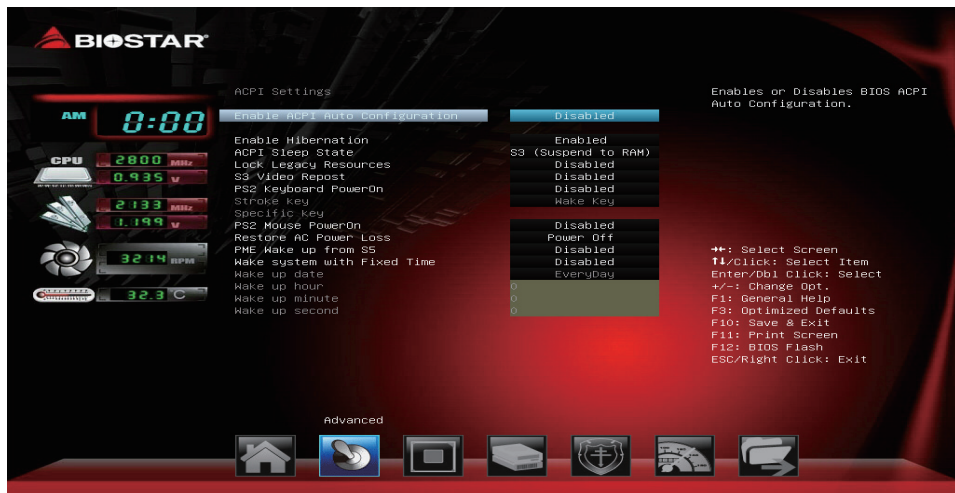 BIOSTAR
ACPI Settings
Enable ACPI Auto Configuration Disabled
Enable Hibernation Enabled
ACPI Sleep State S3 (Suspend to RAM)
Lock Legacy Resources Disabled
S3 Video Repost Disabled
PS2 Keyboard PowerOn Disabled
Stroke key Wake Key
Specific key
PS2 Mouse PowerOn Disabled
Restore AC Power Loss Power Off
PME Wake up from S5 Disabled
Wake system with Fixed Time Disabled
Wake up date EveryDay
Wake up hour 0
Wake up minute 0
Wake up second 0
Enables or Disables BIOS ACPI
Auto Configuration.
→←: Select Screen
↑↓/Click: Select Item
Enter/Dbl Click: Select
+/-: Change Opt.
F1: General Help
F3: Optimized Defaults
F10: Save & Exit
F11: Print Screen
F12: BIOS Flash
ESC/Right Click: Exit
AM 0:00
CPU 2800 MHz
0.935 v
2133 MHz
1.199 v
3214 RPM
32.3 °C
Advanced